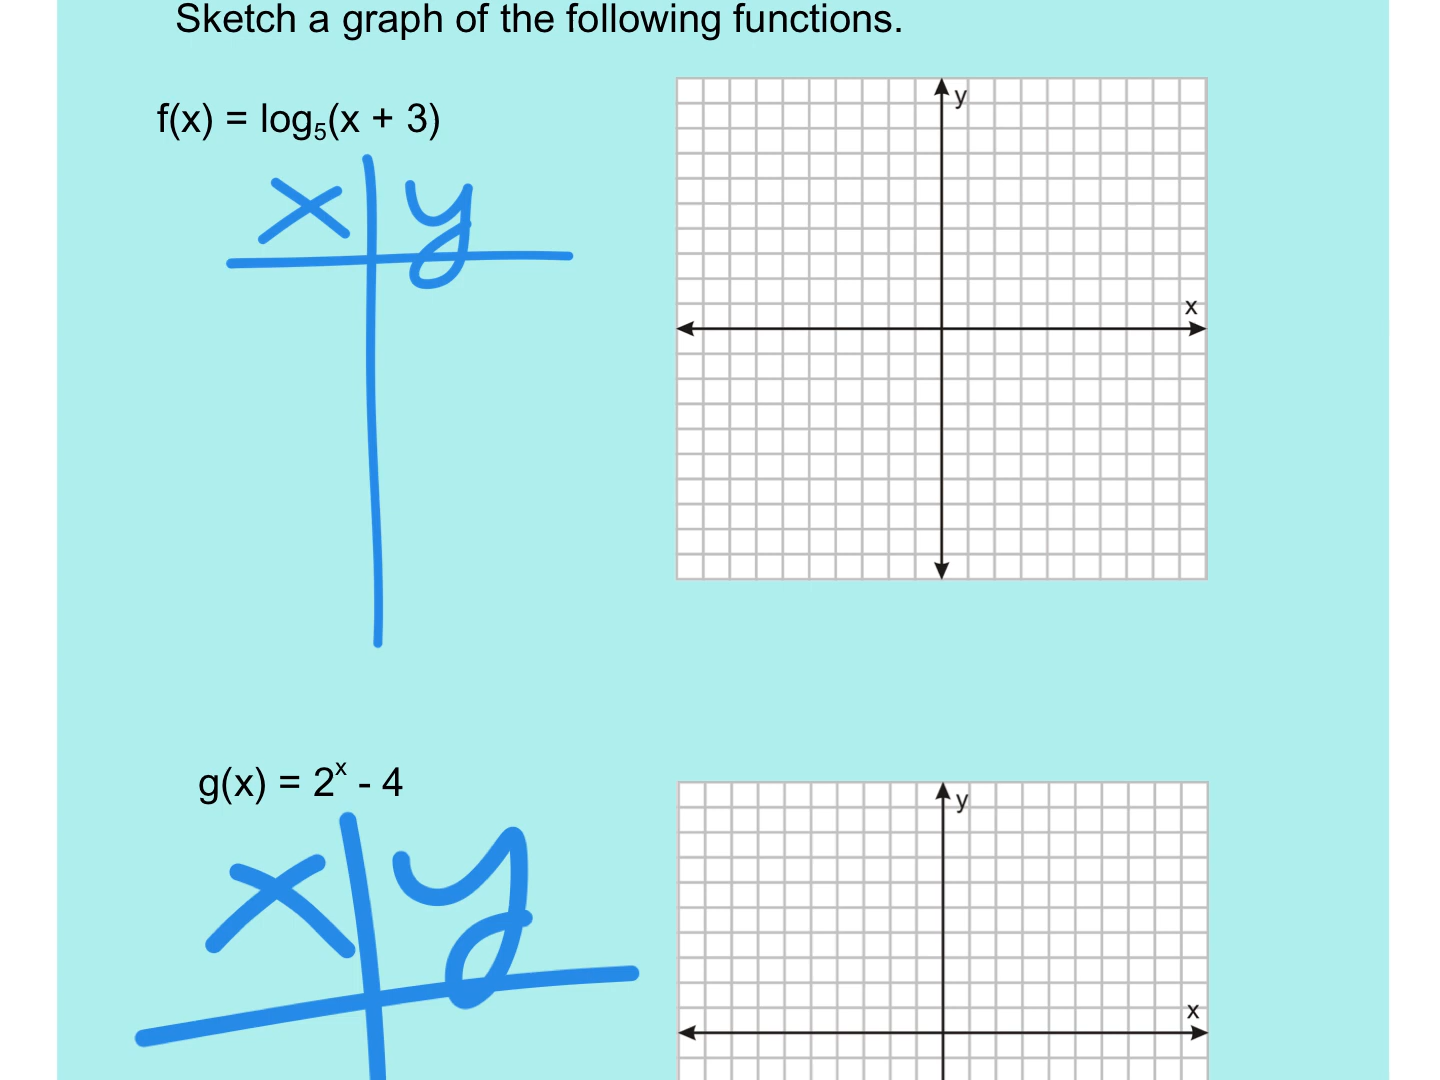 Sketch a graph of the following functions.
f(x) = log₅(x + 3)
y
x y
x
g(x) = 2ˣ - 4
y
x y
x